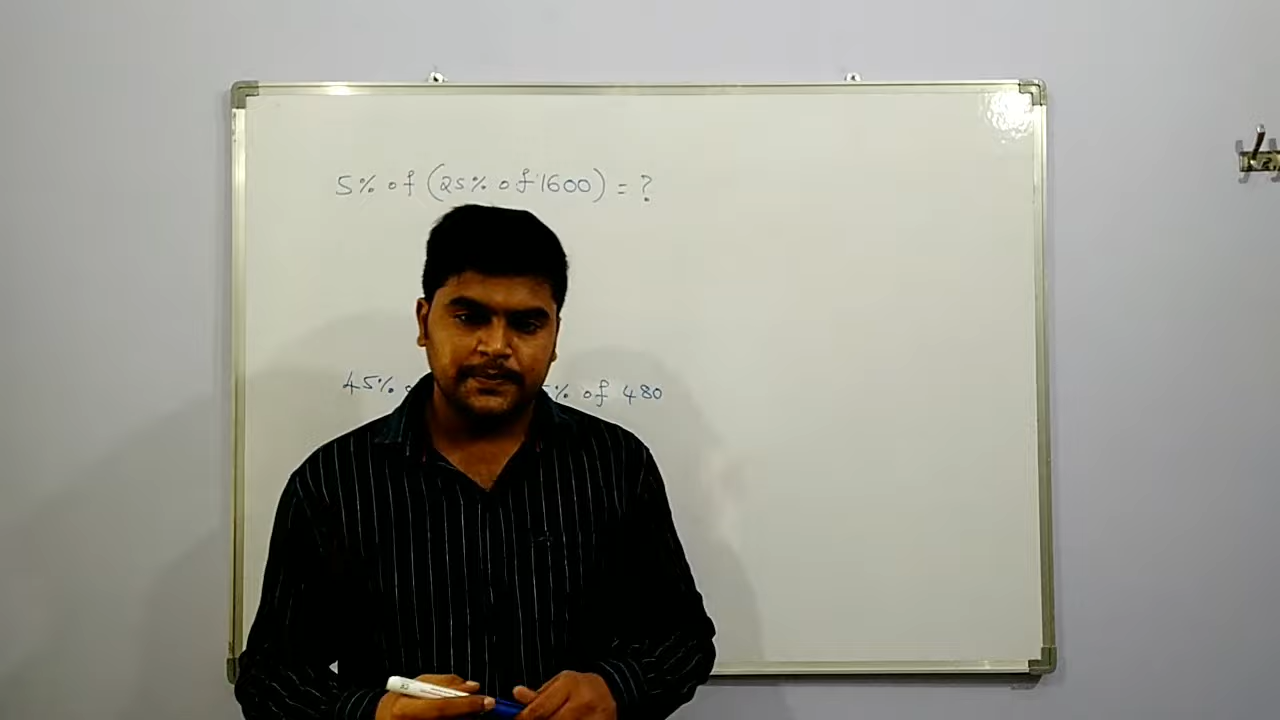 5% of (25% of 1600) = ?
45% % of 480